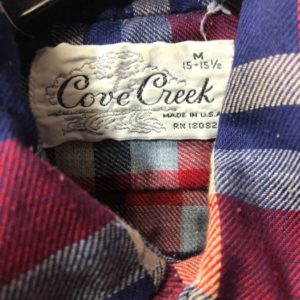 M
15-15½
Cove Creek
MADE IN U.S.A.
RN 18082